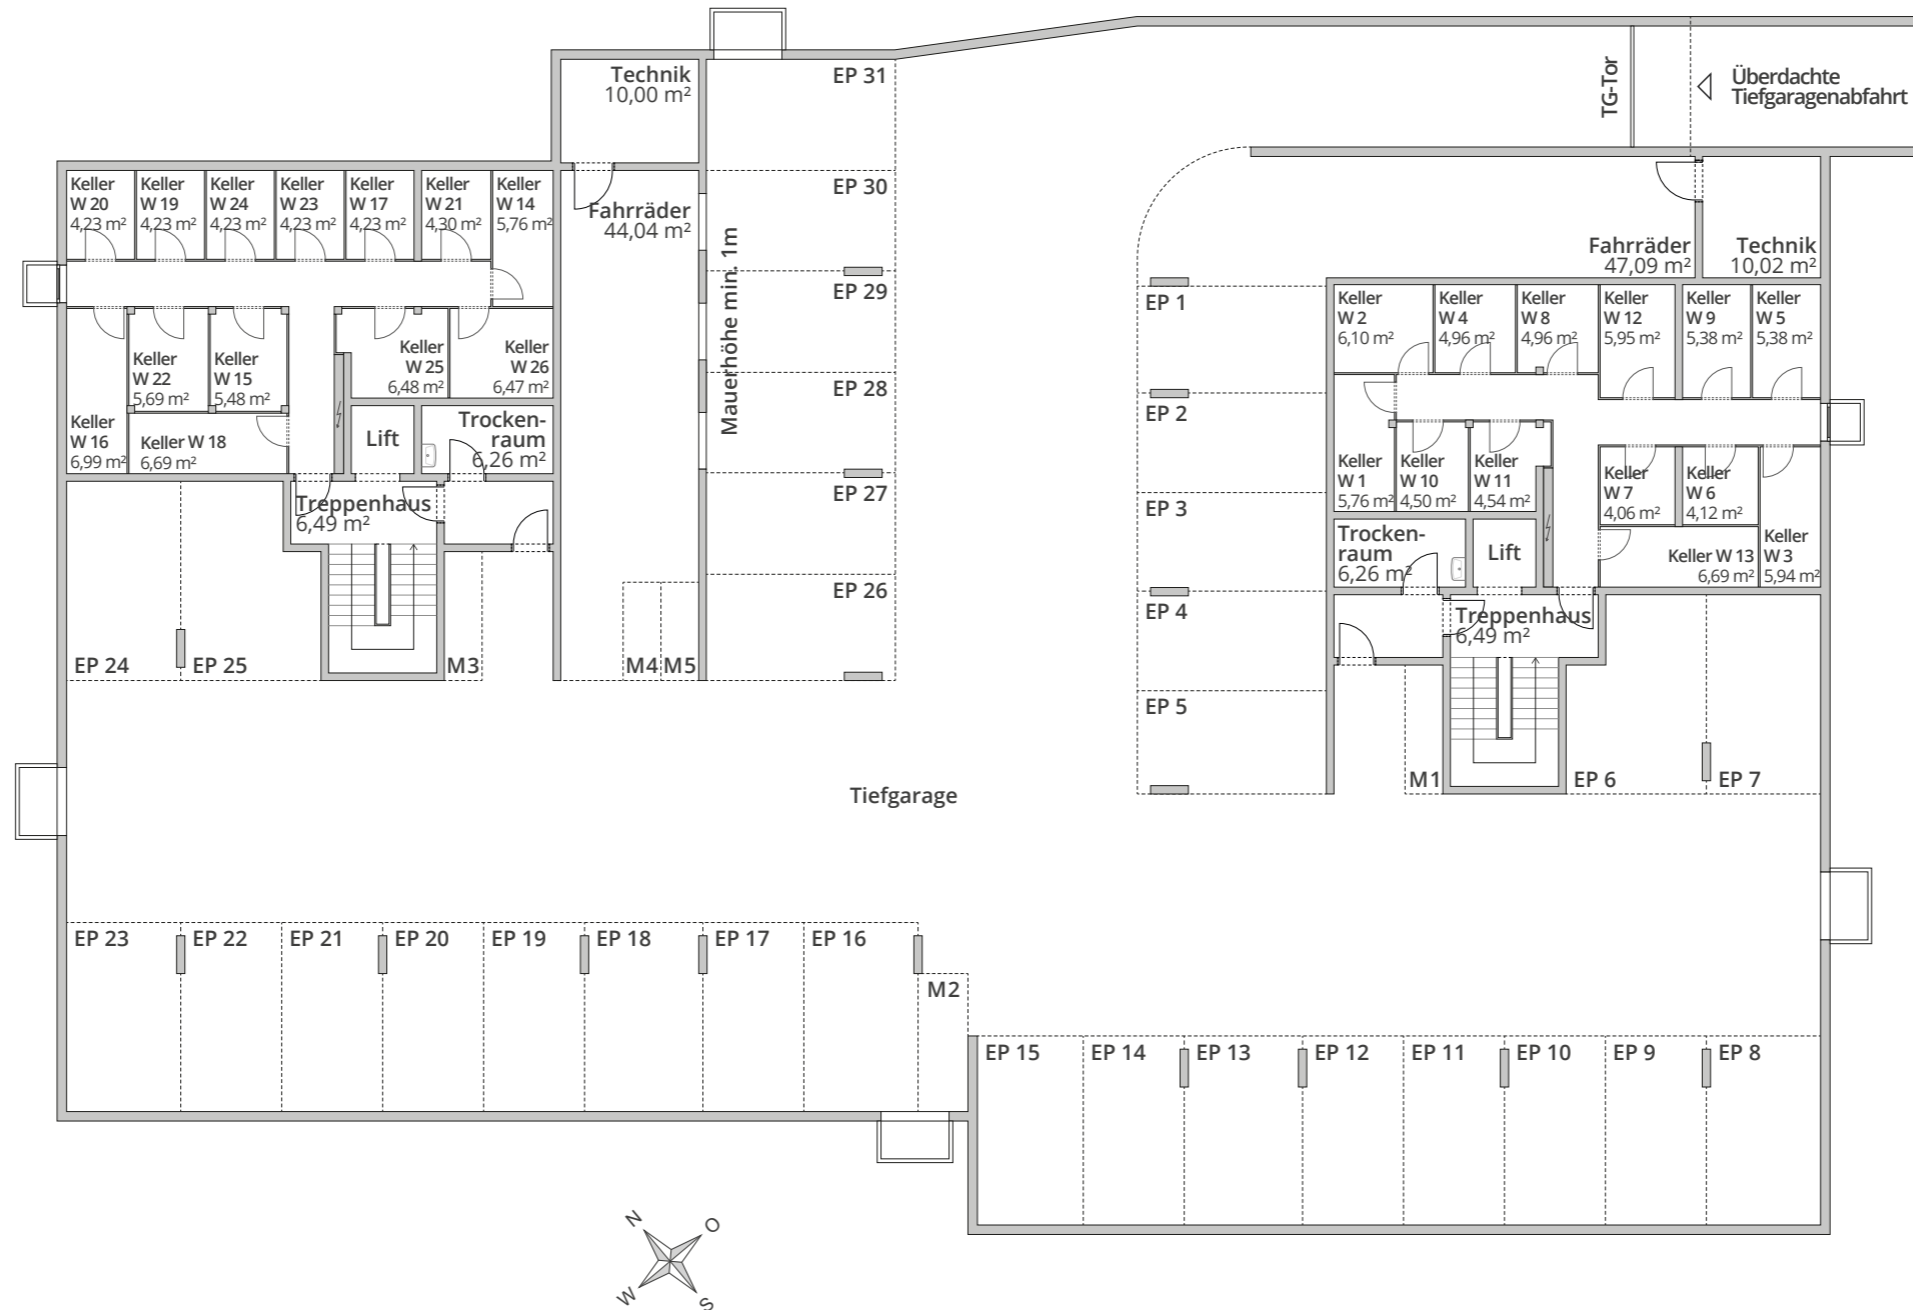 Technik
10,00 m²
EP 31
TG-Tor
Überdachte
Tiefgaragenabfahrt
Keller
W 20
4,23 m²
Keller
W 19
4,23 m²
Keller
W 24
4,23 m²
Keller
W 23
4,23 m²
Keller
W 17
4,23 m²
Keller
W 21
4,30 m²
Keller
W 14
5,76 m²
Fahrräder
44,04 m²
EP 30
Mauerhöhe min. 1m
EP 29
EP 28
EP 27
EP 26
Fahrräder
47,09 m²
Technik
10,02 m²
Keller
W 16
6,99 m²
Keller
W 22
5,69 m²
Keller
W 15
5,48 m²
Keller W 18
6,69 m²
Keller
W 25
6,48 m²
Keller
W 26
6,47 m²
Lift
Trocken-
raum
6,26 m²
Treppenhaus
6,49 m²
EP 24
EP 25
M3
M4
M5
EP 1
EP 2
EP 3
EP 4
EP 5
Keller
W 2
6,10 m²
Keller
W 4
4,96 m²
Keller
W 8
4,96 m²
Keller
W 12
5,95 m²
Keller
W 9
5,38 m²
Keller
W 5
5,38 m²
Keller
W 1
5,76 m²
Keller
W 10
4,50 m²
Keller
W 11
4,54 m²
Keller
W 7
4,06 m²
Keller
W 6
4,12 m²
Keller W 13
6,69 m²
Keller
W 3
5,94 m²
Trocken-
raum
6,26 m²
Lift
Treppenhaus
6,49 m²
M1
EP 6
EP 7
Tiefgarage
EP 23
EP 22
EP 21
EP 20
EP 19
EP 18
EP 17
EP 16
M2
EP 15
EP 14
EP 13
EP 12
EP 11
EP 10
EP 9
EP 8
N
O
W
S